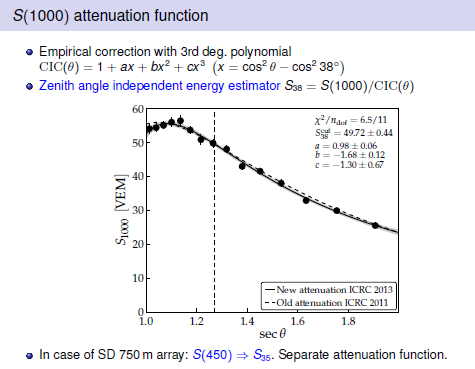 S(1000) attenuation function
Empirical correction with 3rd deg. polynomial
CIC(θ) = 1 + ax + bx² + cx³ (x = cos² θ − cos² 38°)
Zenith angle independent energy estimator S₃₈ = S(1000)/CIC(θ)
χ²/n_dof = 6.5/11
S₃₈^cut = 49.72 ± 0.44
a = 0.98 ± 0.06
b = −1.68 ± 0.12
c = −1.30 ± 0.67
60
50
40
30
20
10
0
S₁₀₀₀ [VEM]
New attenuation ICRC 2013
Old attenuation ICRC 2011
1.0 1.2 1.4 1.6 1.8
sec θ
In case of SD 750 m array: S(450) ⇒ S₃₅. Separate attenuation function.